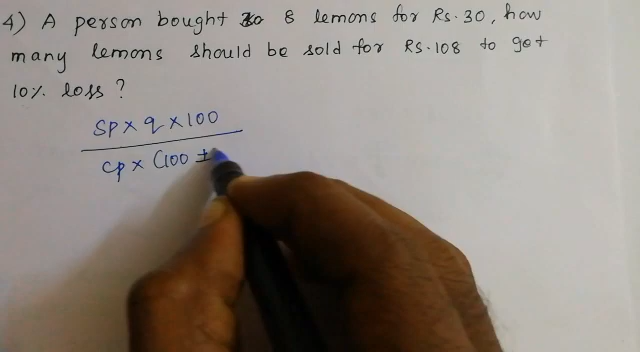 4) A person bought 8 lemons for Rs. 30, how
many lemons should be sold for Rs. 108 to get
10% loss ?
SP × q × 100
CP × (100 ±